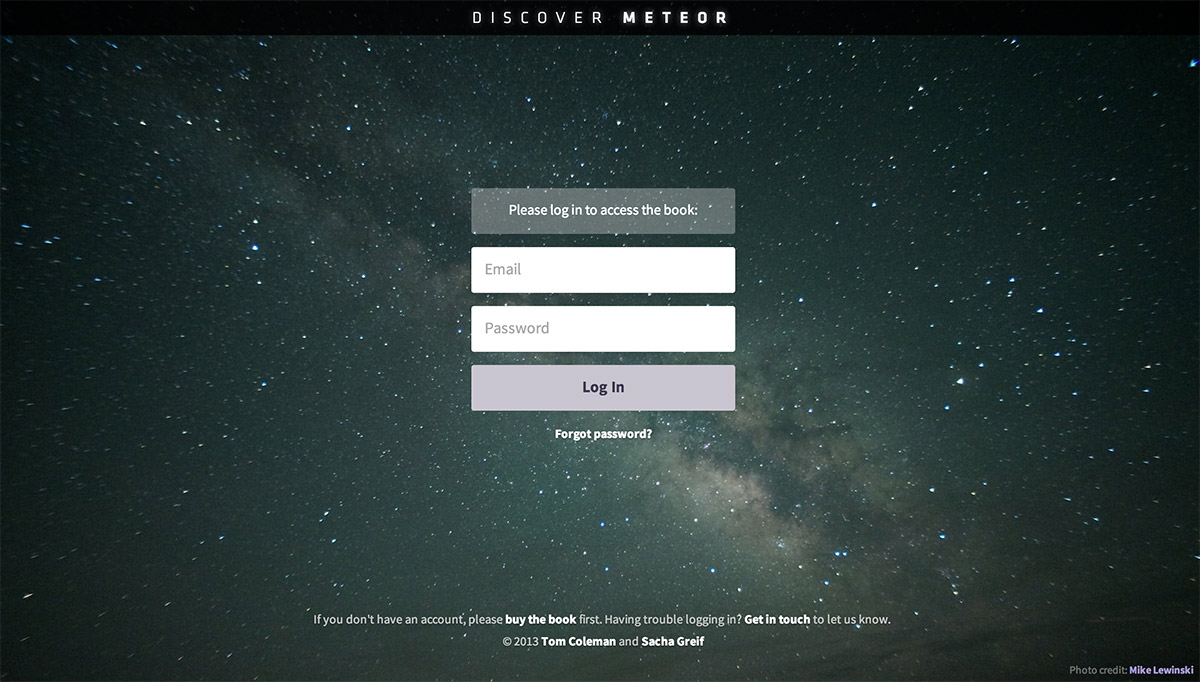 DISCOVER METEOR
Please log in to access the book:
Email
Password
Log In
Forgot password?
If you don't have an account, please buy the book first. Having trouble logging in? Get in touch to let us know.
© 2013 Tom Coleman and Sacha Greif
Photo credit: Mike Lewinski